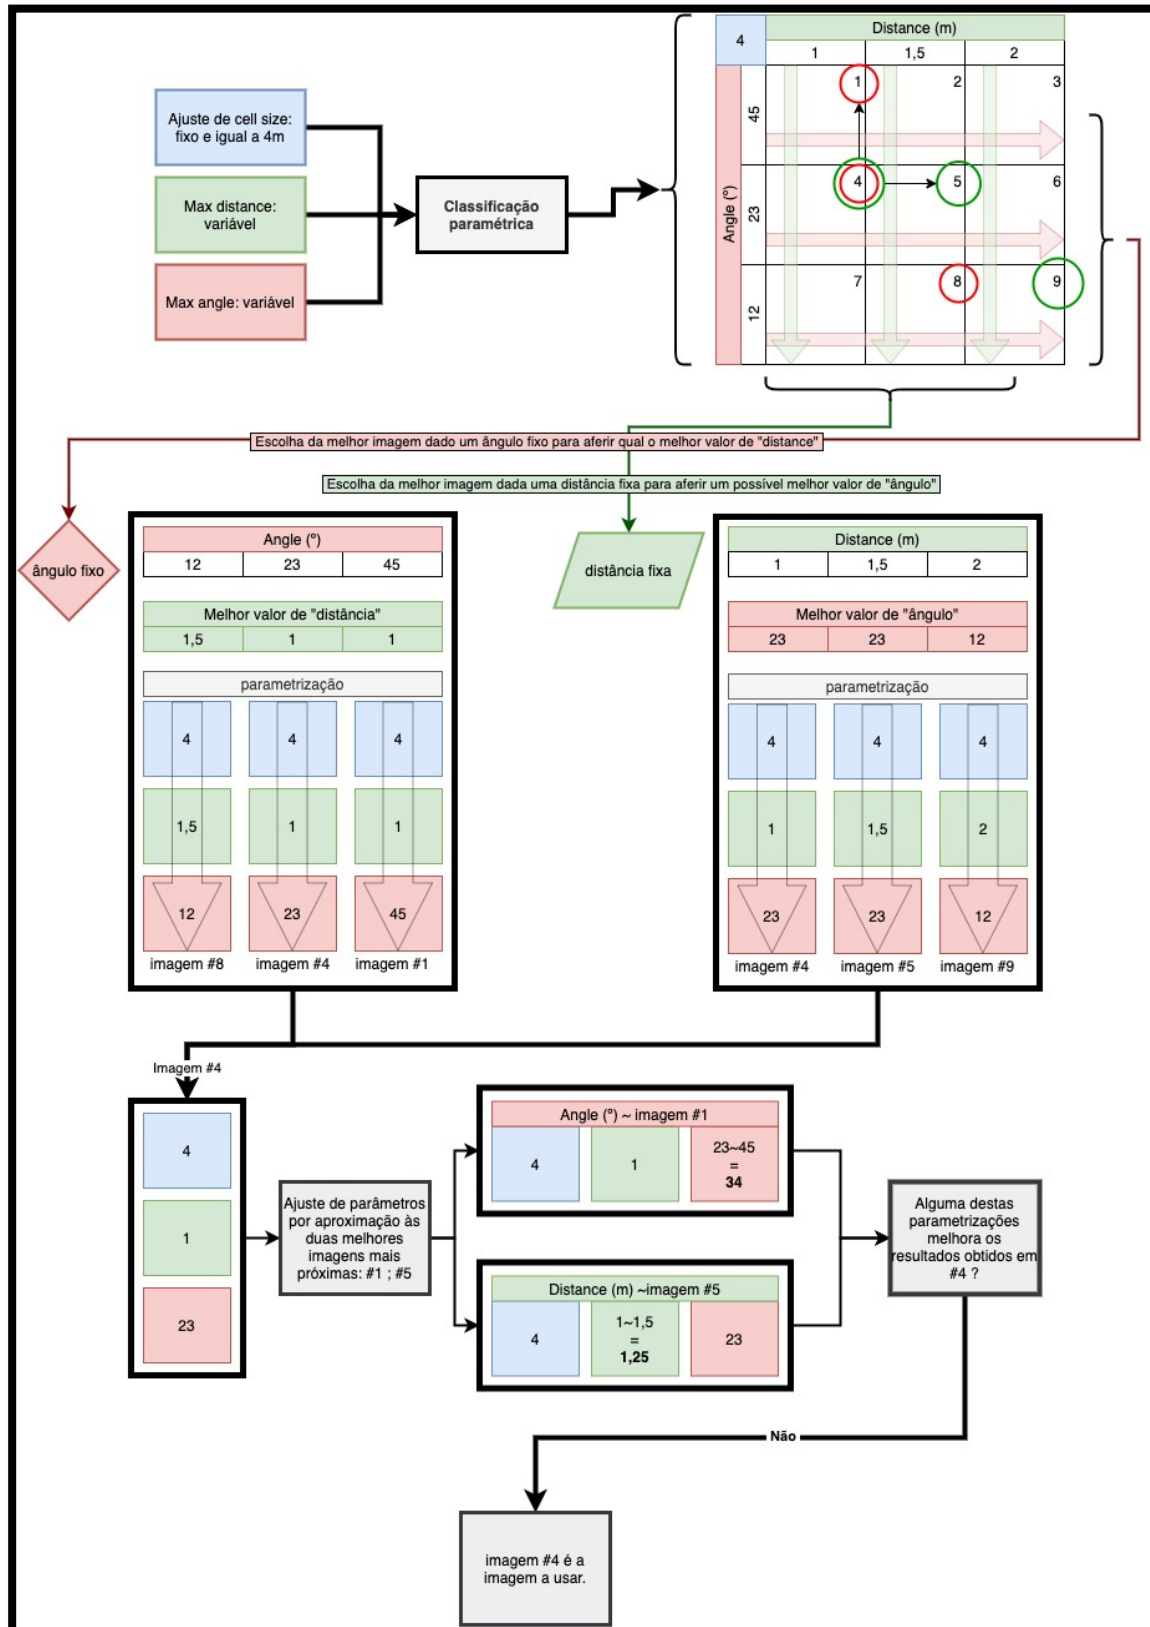 Ajuste de cell size:
fixo e igual a 4m
Max distance:
variável
Max angle: variável
Classificação
paramétrica
4
Distance (m)
1
1,5
2
Angle (º)
45
1
2
3
23
4
5
6
12
7
8
9
Escolha da melhor imagem dado um ângulo fixo para aferir qual o melhor valor de "distance"
Escolha da melhor imagem dada uma distância fixa para aferir um possível melhor valor de "ângulo"
ângulo fixo
distância fixa
Angle (º)
12
23
45
Melhor valor de "distância"
1,5
1
1
parametrização
4
4
4
1,5
1
1
12
23
45
imagem #8
imagem #4
imagem #1
Distance (m)
1
1,5
2
Melhor valor de "ângulo"
23
23
12
parametrização
4
4
4
1
1,5
2
23
23
12
imagem #4
imagem #5
imagem #9
Imagem #4
4
1
23
Ajuste de parâmetros
por aproximação às
duas melhores
imagens mais
próximas: #1 ; #5
Angle (º) ~ imagem #1
4
1
23~45
=
34
Distance (m) ~imagem #5
4
1~1,5
=
1,25
23
Alguma destas
parametrizações
melhora os
resultados obtidos em
#4 ?
Não
imagem #4 é a
imagem a usar.